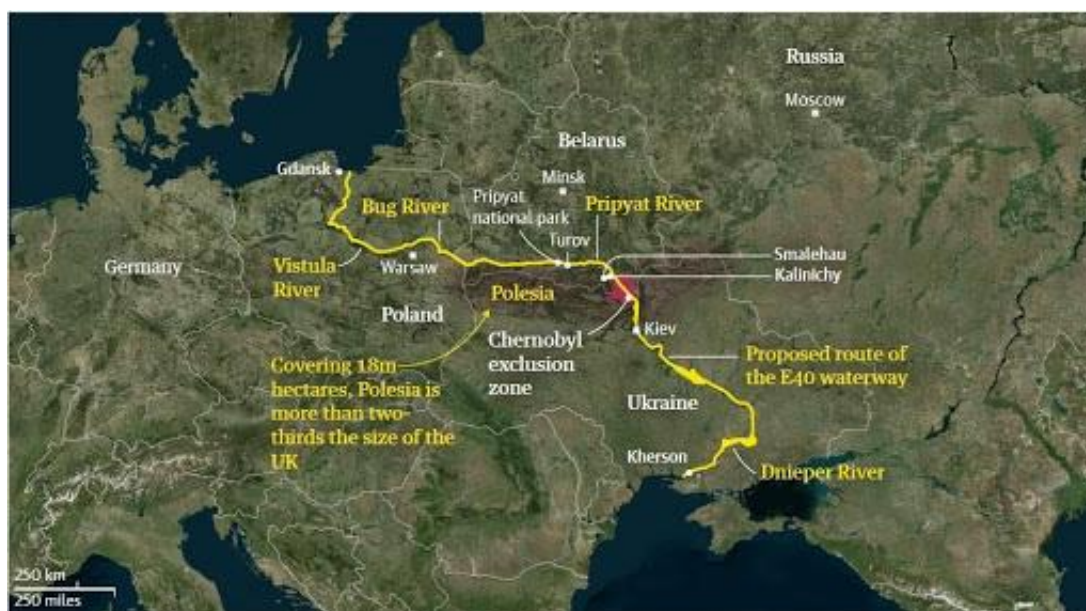 Russia
Moscow
Belarus
Gdansk
Minsk
Pripyat
national park
Bug River
Pripyat River
Turov
Smalehau
Kalinichy
Germany
Vistula
River
Warsaw
Polesia
Poland
Chernobyl
exclusion
zone
Kiev
Covering 18m
hectares, Polesia is
more than two-
thirds the size of the
UK
Proposed route of
the E40 waterway
Ukraine
Kherson
Dnieper River
250 km
250 miles